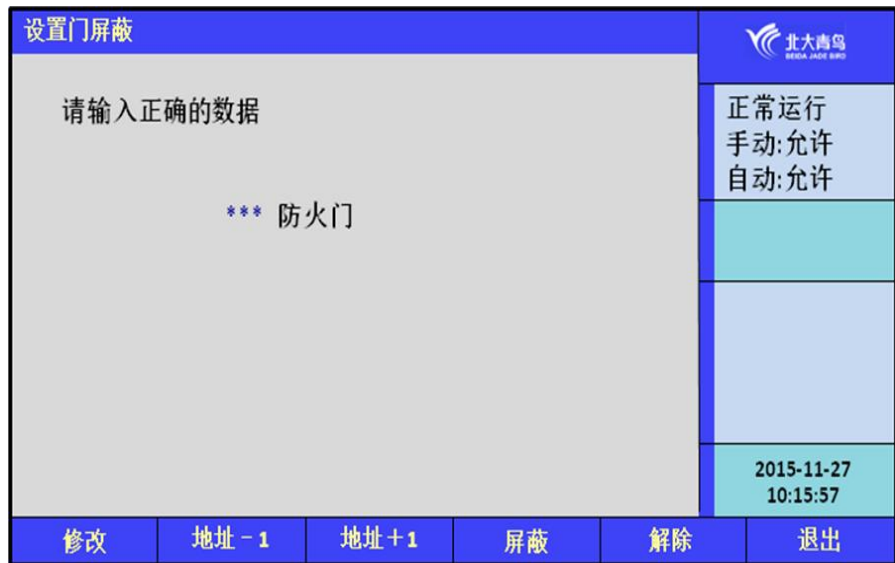 设置门屏蔽
北大青鸟
BEIDA JADE BIRD
请输入正确的数据
*** 防火门
正常运行
手动:允许
自动:允许
2015-11-27
10:15:57
修改 地址-1 地址+1 屏蔽 解除 退出